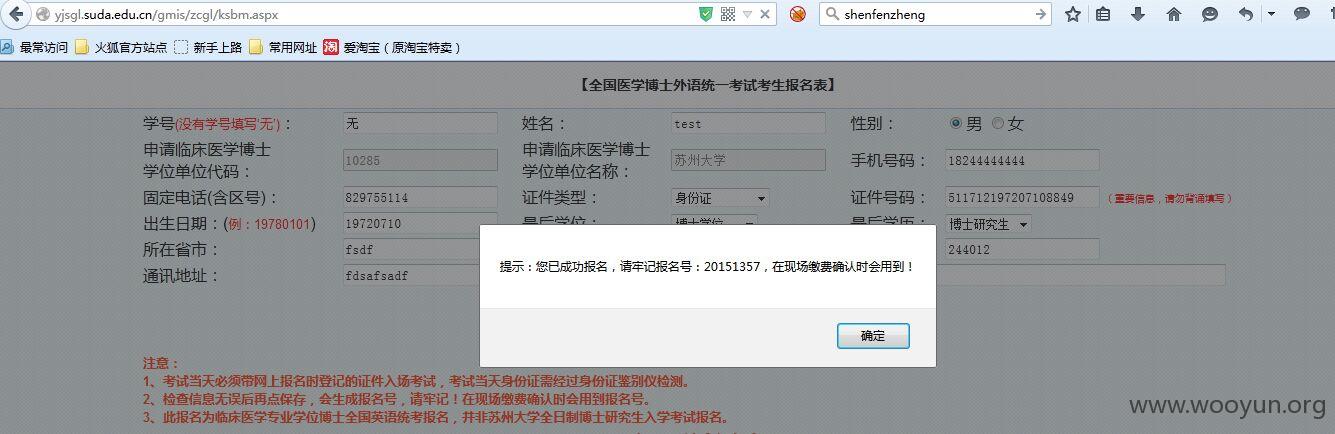 yjsgl.suda.edu.cn/gmis/zcgl/ksbm.aspx shenfenzheng
最常访问 火狐官方站点 新手上路 常用网址 淘 爱淘宝（原淘宝特卖）
【全国医学博士外语统一考试考生报名表】
学号(没有学号填写'无')： 无 姓名： test 性别： 男 女
申请临床医学博士 申请临床医学博士
学位单位代码： 10285 学位单位名称： 苏州大学 手机号码： 18244444444
固定电话(含区号)： 829755114 证件类型： 身份证 证件号码： 511712197207108849 （重要信息，请勿背诵填写）
出生日期：(例：19780101) 19720710 最后学位： 博士学位 最后学历： 博士研究生
所在省市： fsdf 244012
通讯地址： fdsafsadf
提示：您已成功报名，请牢记报名号：20151357，在现场缴费确认时会用到！
确定
注意：
1、考试当天必须带网上报名时登记的证件入场考试，考试当天身份证需经过身份证鉴别仪检测。
2、检查信息无误后再点保存，会生成报名号，请牢记！在现场缴费确认时会用到报名号。
3、此报名为临床医学专业学位博士全国英语统考报名，并非苏州大学全日制博士研究生入学考试报名。
www.wooyun.org